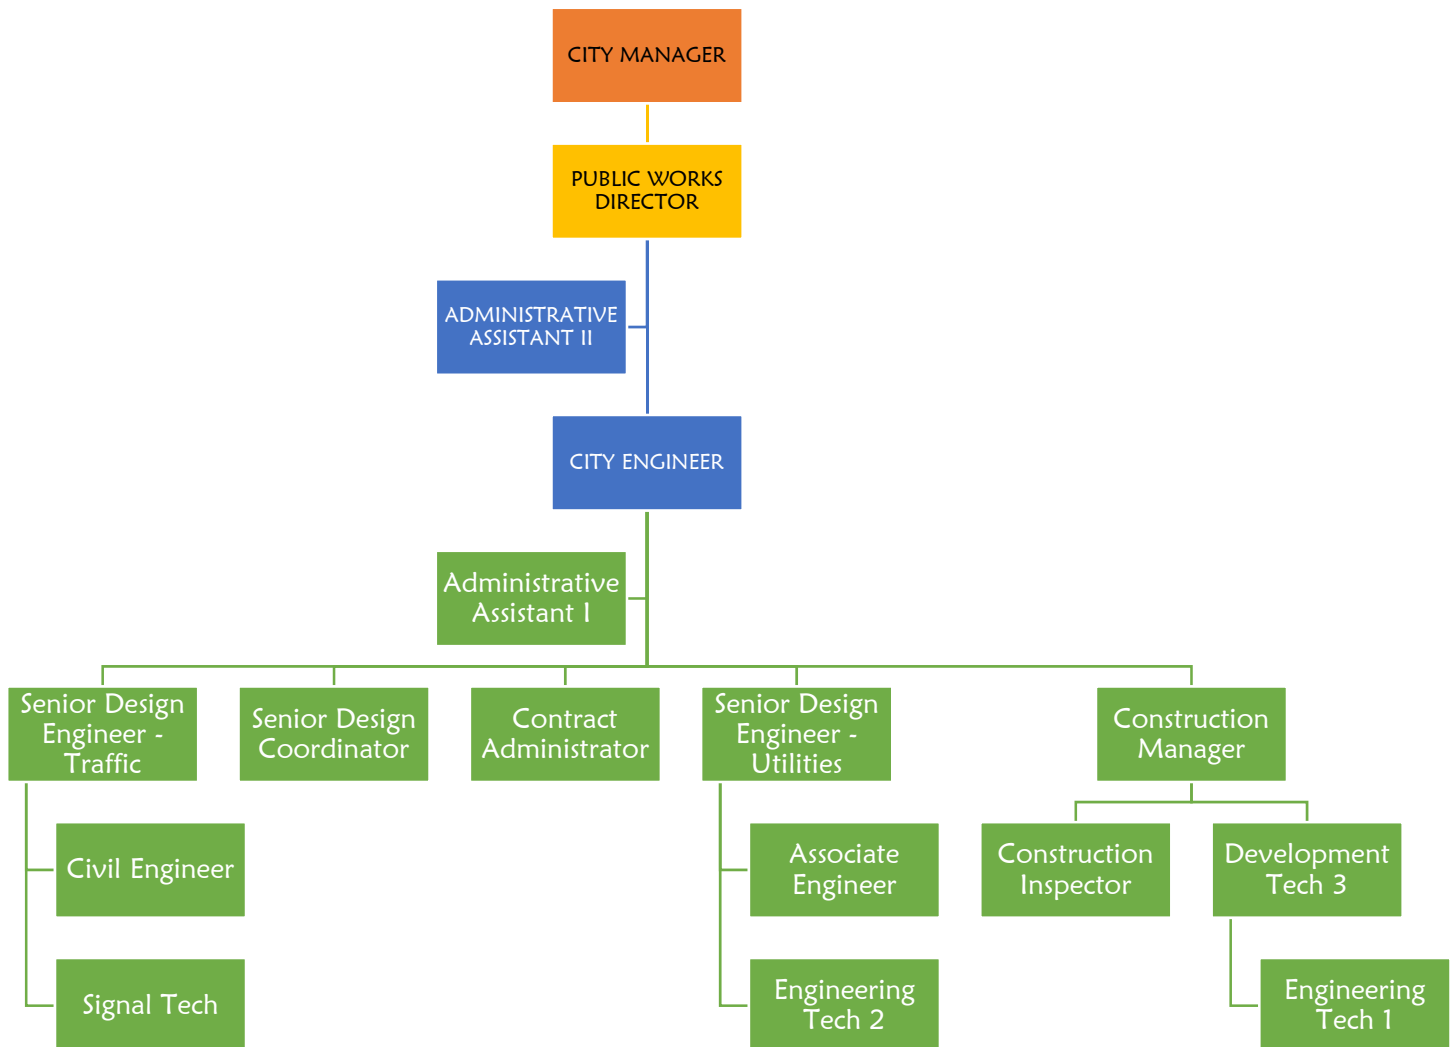 CITY MANAGER
PUBLIC WORKS
DIRECTOR
ADMINISTRATIVE
ASSISTANT II
CITY ENGINEER
Administrative
Assistant I
Senior Design
Engineer -
Traffic
Senior Design
Coordinator
Contract
Administrator
Senior Design
Engineer -
Utilities
Construction
Manager
Civil Engineer
Associate
Engineer
Construction
Inspector
Development
Tech 3
Signal Tech
Engineering
Tech 2
Engineering
Tech 1